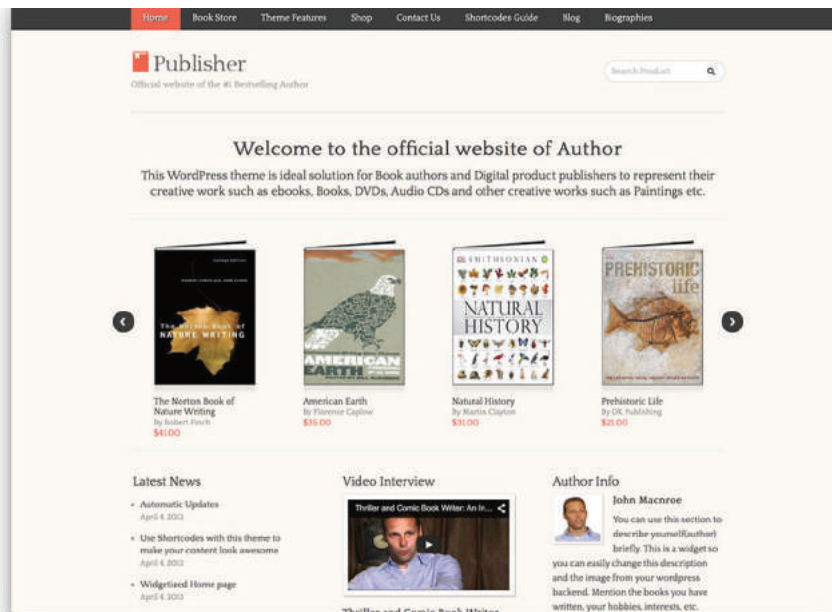 Home Book Store Theme Features Shop Contact Us Shortcodes Guide Blog Biographies
Publisher
Official website of the #1 Bestselling Author
Search Product
Welcome to the official website of Author
This WordPress theme is ideal solution for Book authors and Digital product publishers to represent their
creative work such as ebooks, Books, DVDs, Audio CDs and other creative works such as Paintings etc.
The Norton Book of
NATURE WRITING
AMERICAN
EARTH
SMITHSONIAN
NATURAL
HISTORY
PREHISTORIC
life
The Norton Book of
Nature Writing
By Robert Finch
$41.00
American Earth
By Florence Caplow
$35.00
Natural History
By Martin Clayton
$31.00
Prehistoric Life
By DK Publishing
$21.00
Latest News
Automatic Updates
April 4, 2013
Use Shortcodes with this theme to
make your content look awesome
April 4, 2013
Widgetized Home page
April 4, 2013
Video Interview
Thriller and Comic Book Writer: An In...
Thriller and Comic Book Writer
Author Info
John Macnroe
You can use this section to
describe yourself(author)
briefly. This is a widget so
you can easily change this description
and the image from your wordpress
backend. Mention the books you have
written, your hobbies, interests, etc.